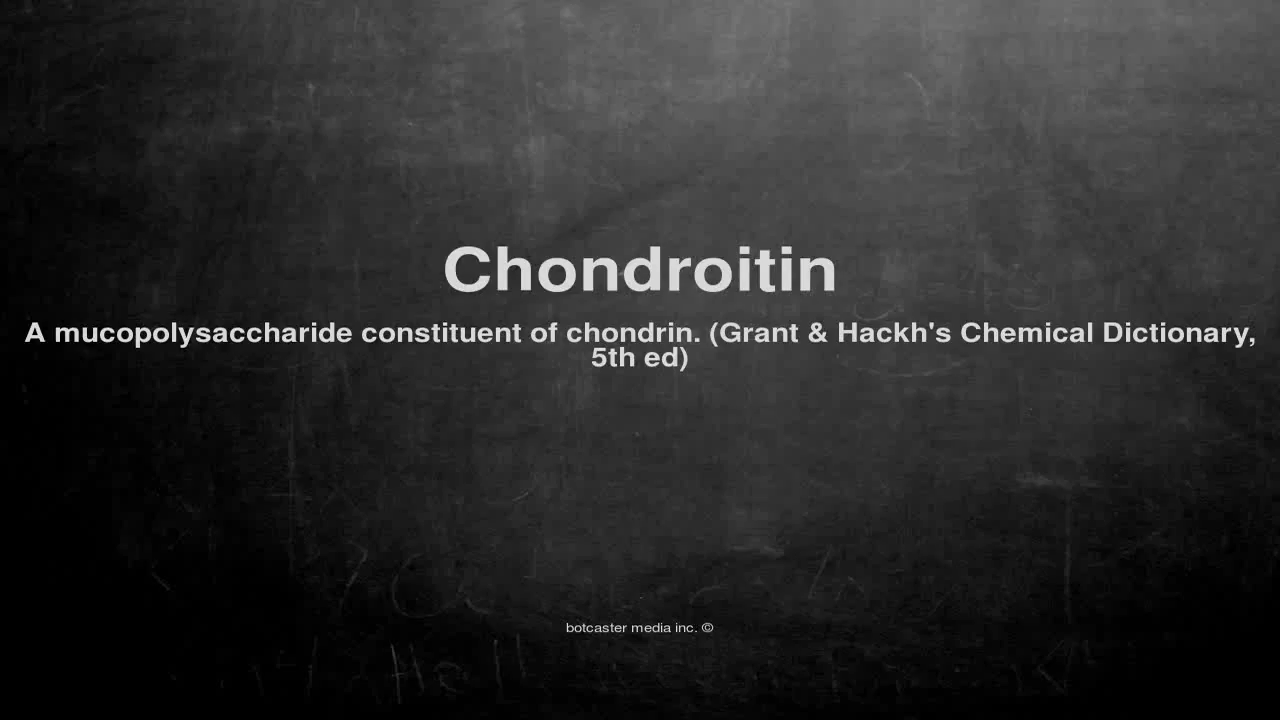 Chondroitin
A mucopolysaccharide constituent of chondrin. (Grant & Hackh's Chemical Dictionary,
5th ed)
botcaster media inc. ©